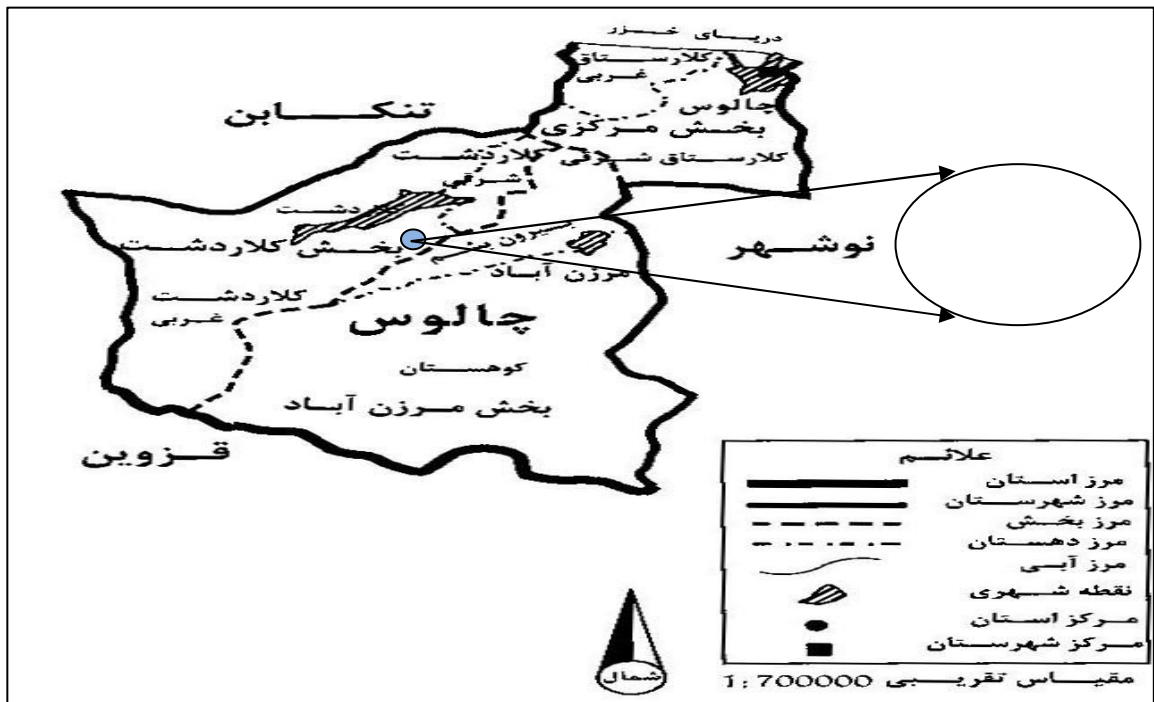 دریای خزر
کلارستاق
غربی
چالوس
بخش مرکزی
کلارستاق شرقی
تنکابن
کلاردشت
شرقی
بیرون بشم
بخش کلاردشت
مرزن آباد
نوشهر
کلاردشت
غربی
چالوس
کوهستان
بخش مرزن آباد
قزوین
علائم
مرز استان
مرز شهرستان
مرز بخش
مرز دهستان
مرز آبی
نقطه شهری
مرکز استان
مرکز شهرستان
مقیاس تقریبی 1:700000
شمال